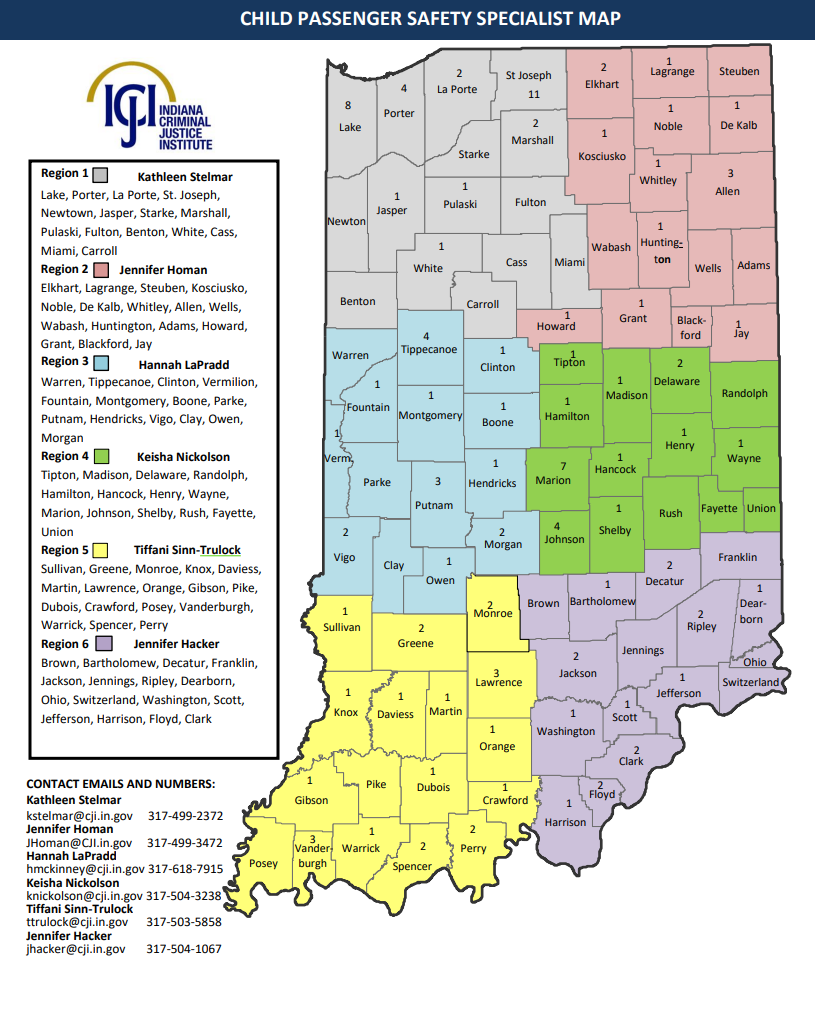 CHILD PASSENGER SAFETY SPECIALIST MAP
ICJI
INDIANA
CRIMINAL
JUSTICE
INSTITUTE
Region 1 Kathleen Stelmar
Lake, Porter, La Porte, St. Joseph,
Newtown, Jasper, Starke, Marshall,
Pulaski, Fulton, Benton, White, Cass,
Miami, Carroll
Region 2 Jennifer Homan
Elkhart, Lagrange, Steuben, Kosciusko,
Noble, De Kalb, Whitley, Allen, Wells,
Wabash, Huntington, Adams, Howard,
Grant, Blackford, Jay
Region 3 Hannah LaPradd
Warren, Tippecanoe, Clinton, Vermilion,
Fountain, Montgomery, Boone, Parke,
Putnam, Hendricks, Vigo, Clay, Owen,
Morgan
Region 4 Keisha Nickolson
Tipton, Madison, Delaware, Randolph,
Hamilton, Hancock, Henry, Wayne,
Marion, Johnson, Shelby, Rush, Fayette,
Union
Region 5 Tiffani Sinn-Trulock
Sullivan, Greene, Monroe, Knox, Daviess,
Martin, Lawrence, Orange, Gibson, Pike,
Dubois, Crawford, Posey, Vanderburgh,
Warrick, Spencer, Perry
Region 6 Jennifer Hacker
Brown, Bartholomew, Decatur, Franklin,
Jackson, Jennings, Ripley, Dearborn,
Ohio, Switzerland, Washington, Scott,
Jefferson, Harrison, Floyd, Clark
CONTACT EMAILS AND NUMBERS:
Kathleen Stelmar
kstelmar@cji.in.gov 317-499-2372
Jennifer Homan
JHoman@CJI.in.gov 317-499-3472
Hannah LaPradd
hmckinney@cji.in.gov 317-618-7915
Keisha Nickolson
knickolson@cji.in.gov 317-504-3238
Tiffani Sinn-Trulock
ttrulock@cji.in.gov 317-503-5858
Jennifer Hacker
jhacker@cji.in.gov 317-504-1067
8
Lake
4
Porter
2
La Porte
St Joseph
11
2
Elkhart
1
Lagrange
Steuben
Starke
2
Marshall
1
Kosciusko
1
Noble
1
De Kalb
Newton
1
Jasper
1
Pulaski
Fulton
1
Whitley
3
Allen
Benton
1
White
Cass
Miami
Wabash
1
Hunting-
ton
Wells
Adams
Carroll
1
Howard
1
Grant
Black-
ford
1
Jay
Warren
4
Tippecanoe
1
Clinton
1
Tipton
1
Madison
2
Delaware
Randolph
1
Fountain
1
Montgomery
1
Boone
1
Hamilton
1
Verm
Parke
3
Putnam
1
Hendricks
7
Marion
1
Hancock
1
Henry
1
Wayne
2
Vigo
Clay
1
Owen
2
Morgan
4
Johnson
1
Shelby
Rush
Fayette
Union
1
Sullivan
2
Greene
2
Monroe
Brown
1
Bartholomew
2
Decatur
Franklin
1
Knox
1
Daviess
1
Martin
3
Lawrence
2
Jackson
Jennings
2
Ripley
1
Dear-
born
Ohio
Switzerland
1
Jefferson
1
Orange
1
Washington
1
Scott
2
Clark
1
Gibson
Pike
1
Dubois
1
Crawford
1
Harrison
2
Floyd
Posey
3
Vander-
burgh
1
Warrick
2
Spencer
2
Perry